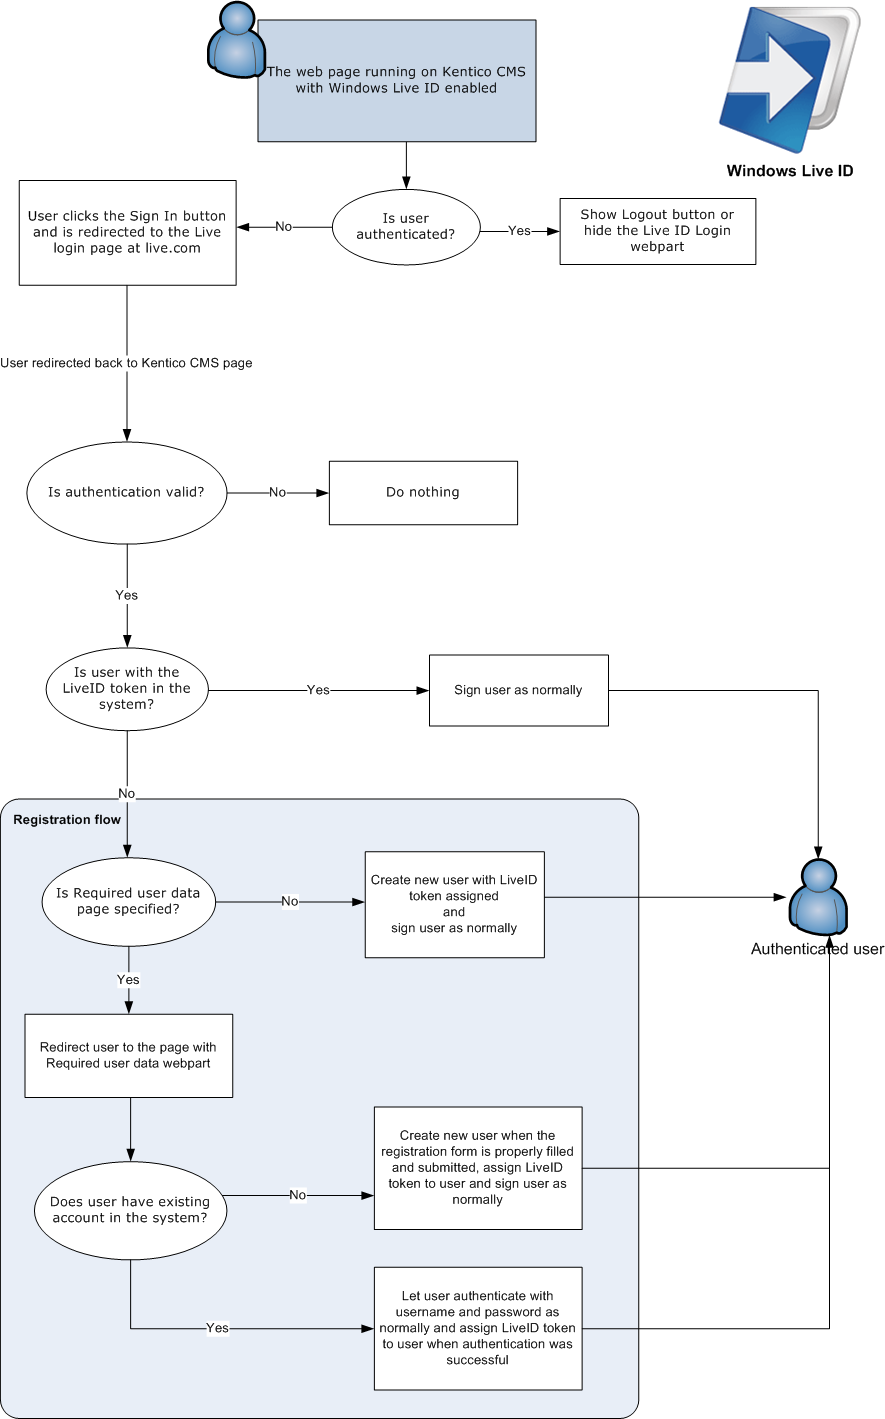 The web page running on Kentico CMS
with Windows Live ID enabled
Windows Live ID
Is user
authenticated?
No
Yes
User clicks the Sign In button
and is redirected to the Live
login page at live.com
Show Logout button or
hide the Live ID Login
webpart
User redirected back to Kentico CMS page
Is authentication valid?
No
Do nothing
Yes
Is user with the
LiveID token in the
system?
Yes
Sign user as normally
No
Registration flow
Is Required user data
page specified?
No
Create new user with LiveID
token assigned
and
sign user as normally
Authenticated user
Yes
Redirect user to the page with
Required user data webpart
Does user have existing
account in the system?
No
Create new user when the
registration form is properly filled
and submitted, assign LiveID
token to user and sign user as
normally
Yes
Let user authenticate with
username and password as
normally and assign LiveID token
to user when authentication was
successful